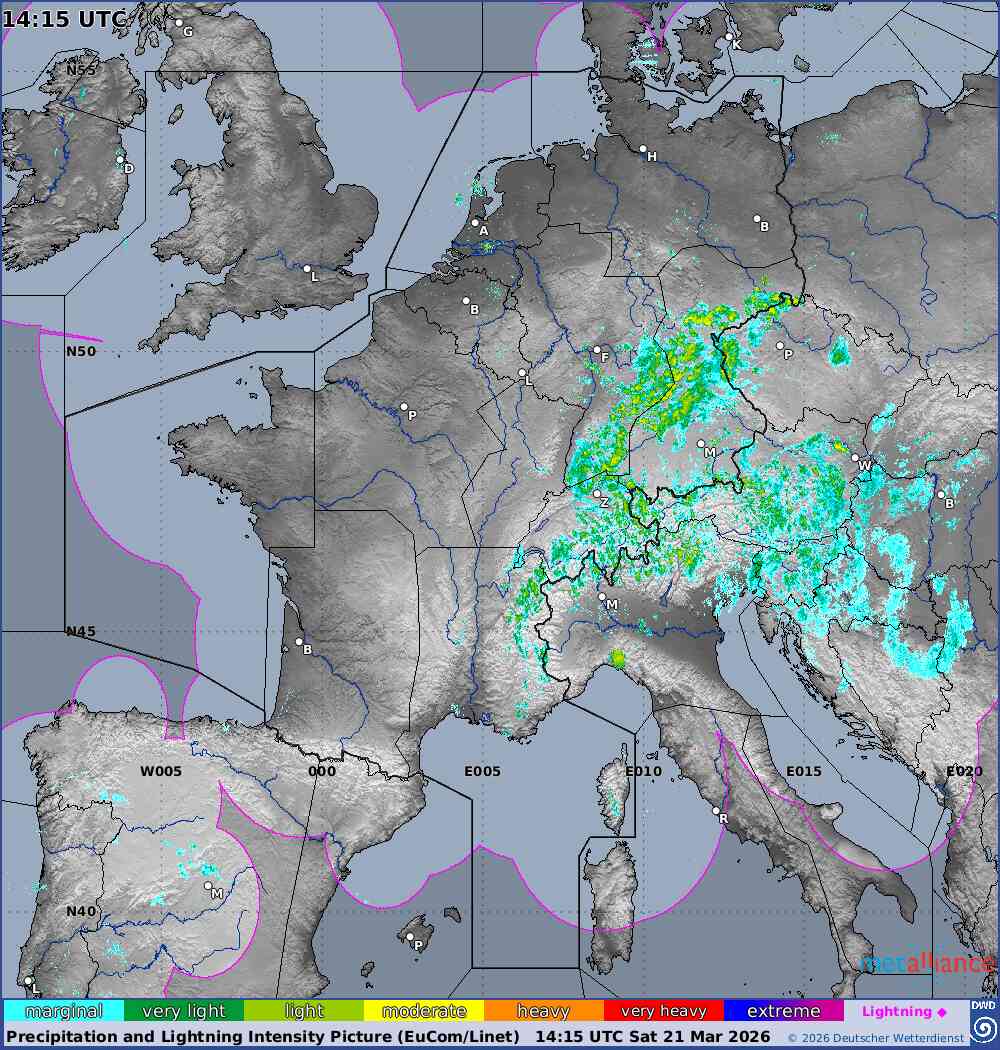 14:15 UTC
G
K
N55
D
H
A
B
L
B
N50
F
P
L
P
M
W
Z
B
M
N45
B
W005 000 E005 E010 E015 E020
R
M
N40
P
L
metalliance
marginal very light light moderate heavy very heavy extreme Lightning ◆ DWD
Precipitation and Lightning Intensity Picture (EuCom/Linet) 14:15 UTC Sat 21 Mar 2026 © 2026 Deutscher Wetterdienst